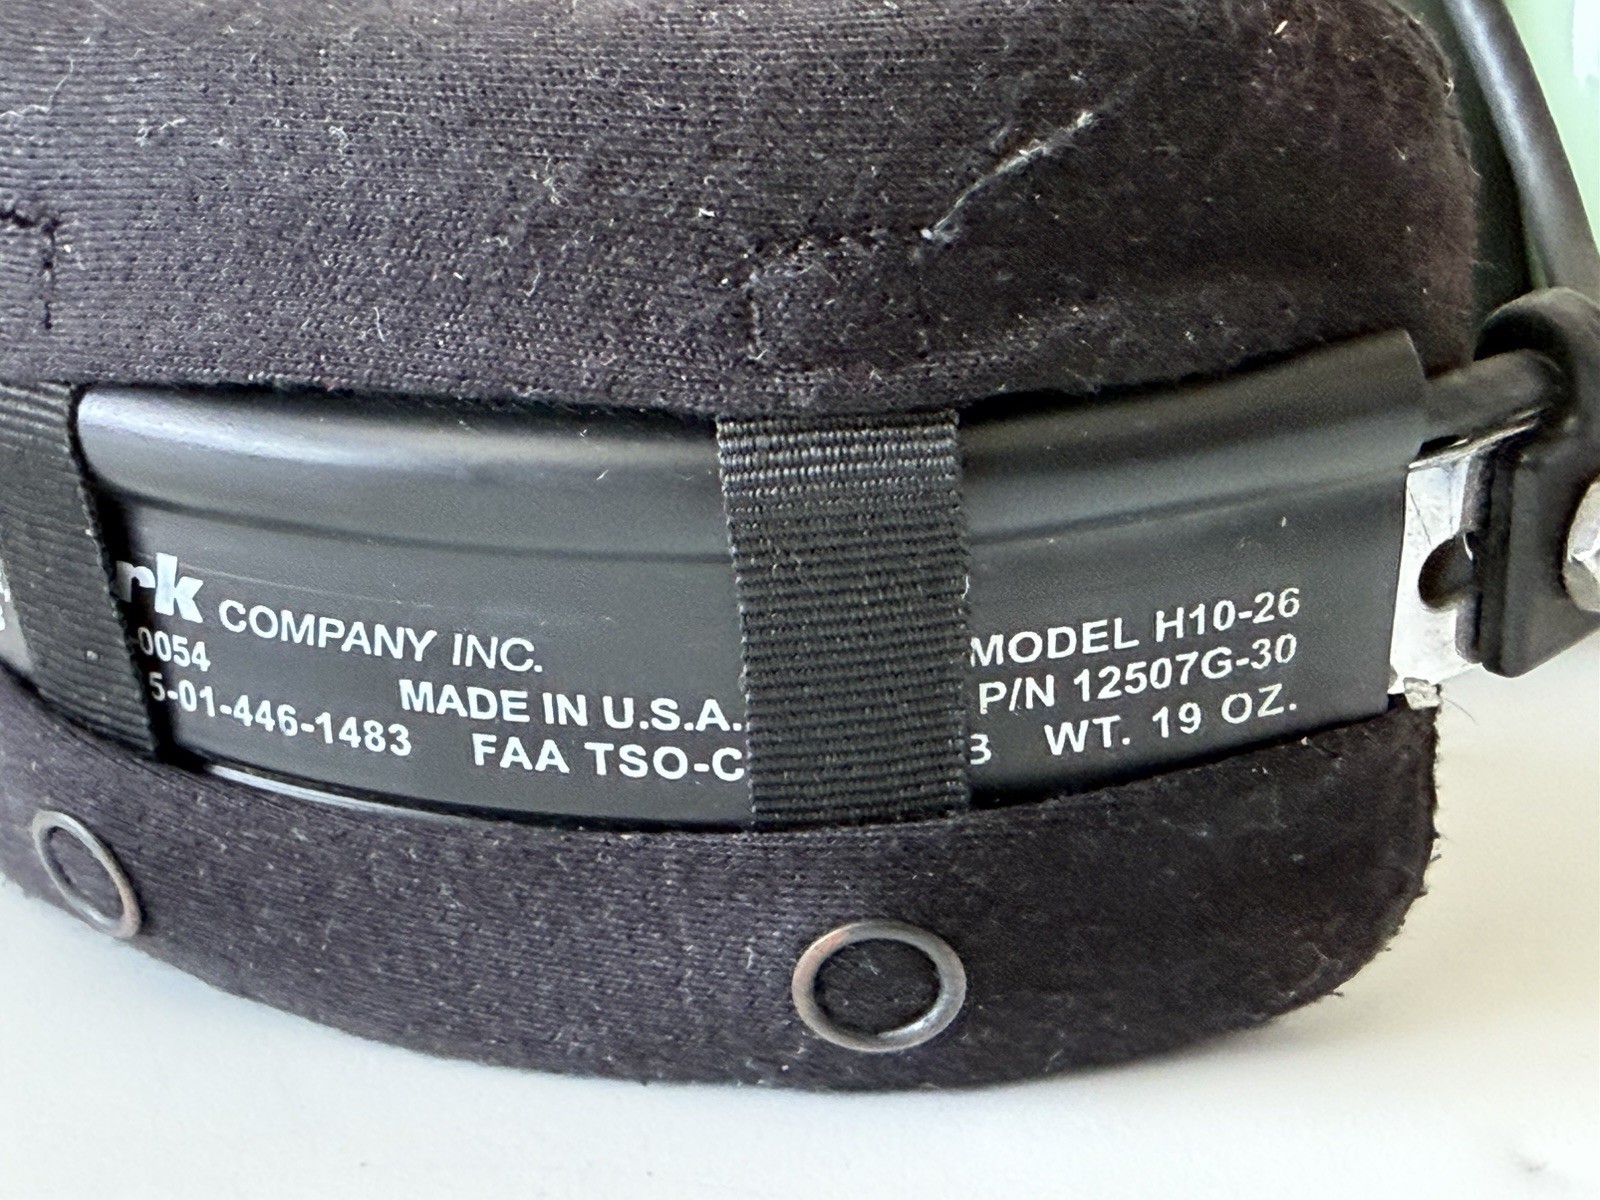 rk COMPANY INC.
-0054
MADE IN U.S.A.
5-01-446-1483
FAA TSO-C
MODEL H10-26
P/N 12507G-30
WT. 19 OZ.